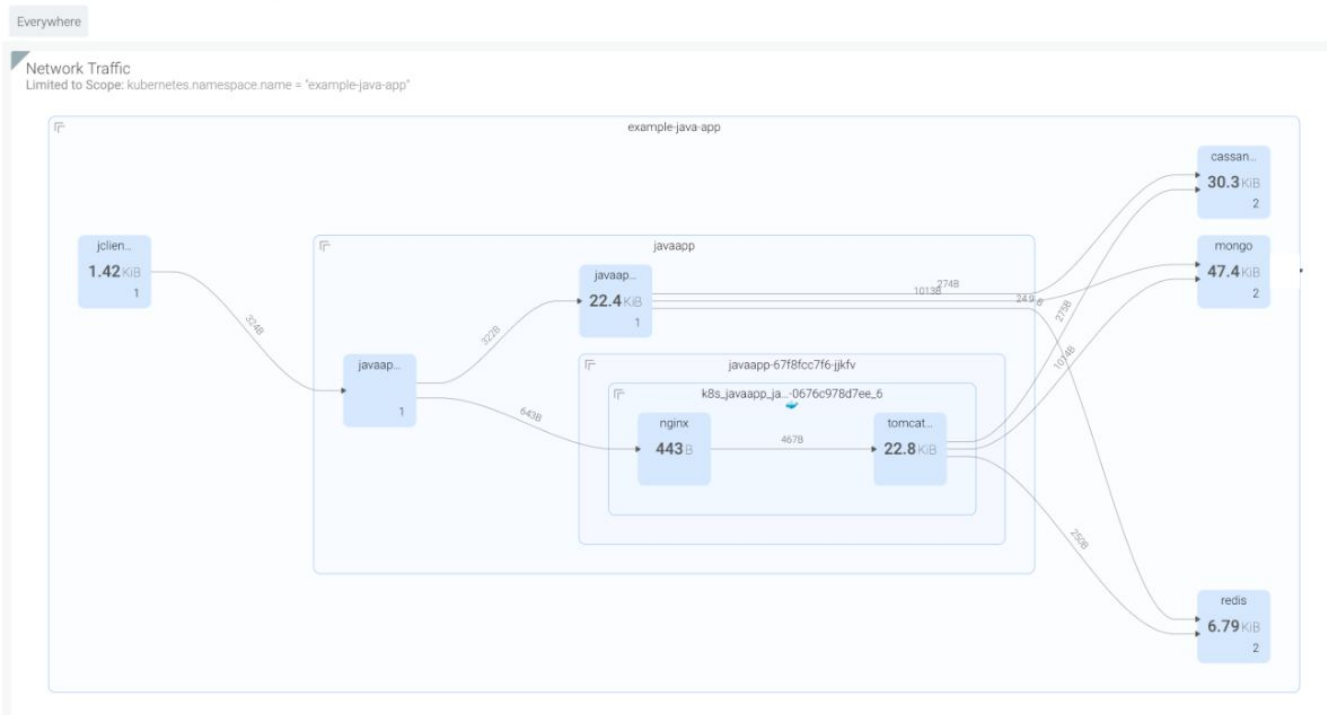 Everywhere
Network Traffic
Limited to Scope: kubernetes.namespace.name = "example-java-app"
example-java-app
cassan...
30.3 KiB
2
jclien...
1.42 KiB
1
javaapp
mongo
47.4 KiB
2
javaap...
22.4 KiB
1
274B
1013B
24.9 B
275B
324B
322B
1014B
javaap...
1
javaapp-67f8fcc7f6-jjkfv
k8s_javaapp_ja...-0676c978d7ee_6
643B
nginx
443 B
467B
tomcat...
22.8 KiB
250B
redis
6.79 KiB
2